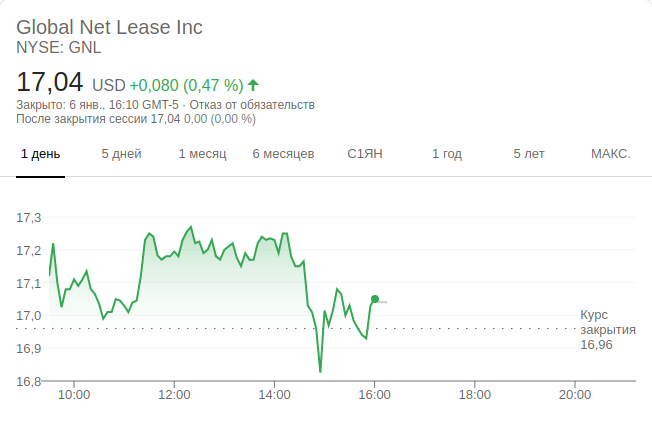 Global Net Lease Inc
NYSE: GNL
17,04 USD +0,080 (0,47 %)
Закрыто: 6 янв., 16:10 GMT-5 · Отказ от обязательств
После закрытия сессии 17,04 0,00 (0,00 %)
1 день 5 дней 1 месяц 6 месяцев С1ЯН 1 год 5 лет МАКС.
17,3
17,2
17,1
17,0
16,9
16,8
Курс
закрытия
16,96
10:00 12:00 14:00 16:00 18:00 20:00